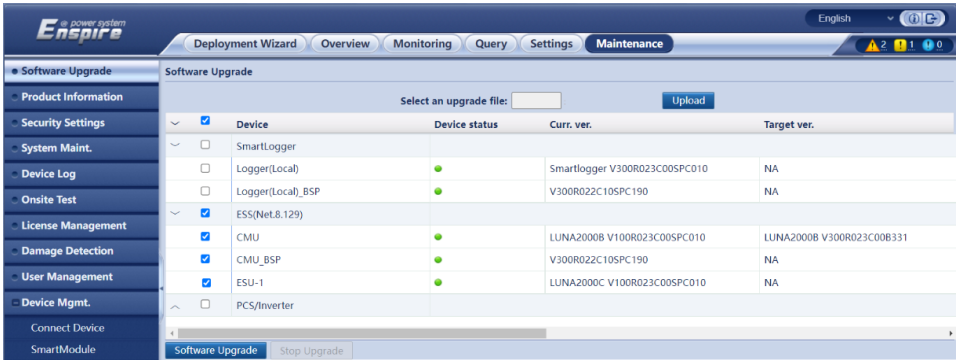 e power system
Enspire
English
Deployment Wizard Overview Monitoring Query Settings Maintenance
2 1 0
Software Upgrade
Product Information
Security Settings
System Maint.
Device Log
Onsite Test
License Management
Damage Detection
User Management
Device Mgmt.
Connect Device
SmartModule
Software Upgrade
Select an upgrade file: Upload
Device Device status Curr. ver. Target ver.
SmartLogger
Logger(Local) Smartlogger V300R023C00SPC010 NA
Logger(Local)_BSP V300R022C10SPC190 NA
ESS(Net.8.129)
CMU LUNA2000B V100R023C00SPC010 LUNA2000B V300R023C00B331
CMU_BSP V300R022C10SPC190 NA
ESU-1 LUNA2000C V100R023C00SPC010 NA
PCS/Inverter
Software Upgrade Stop Upgrade